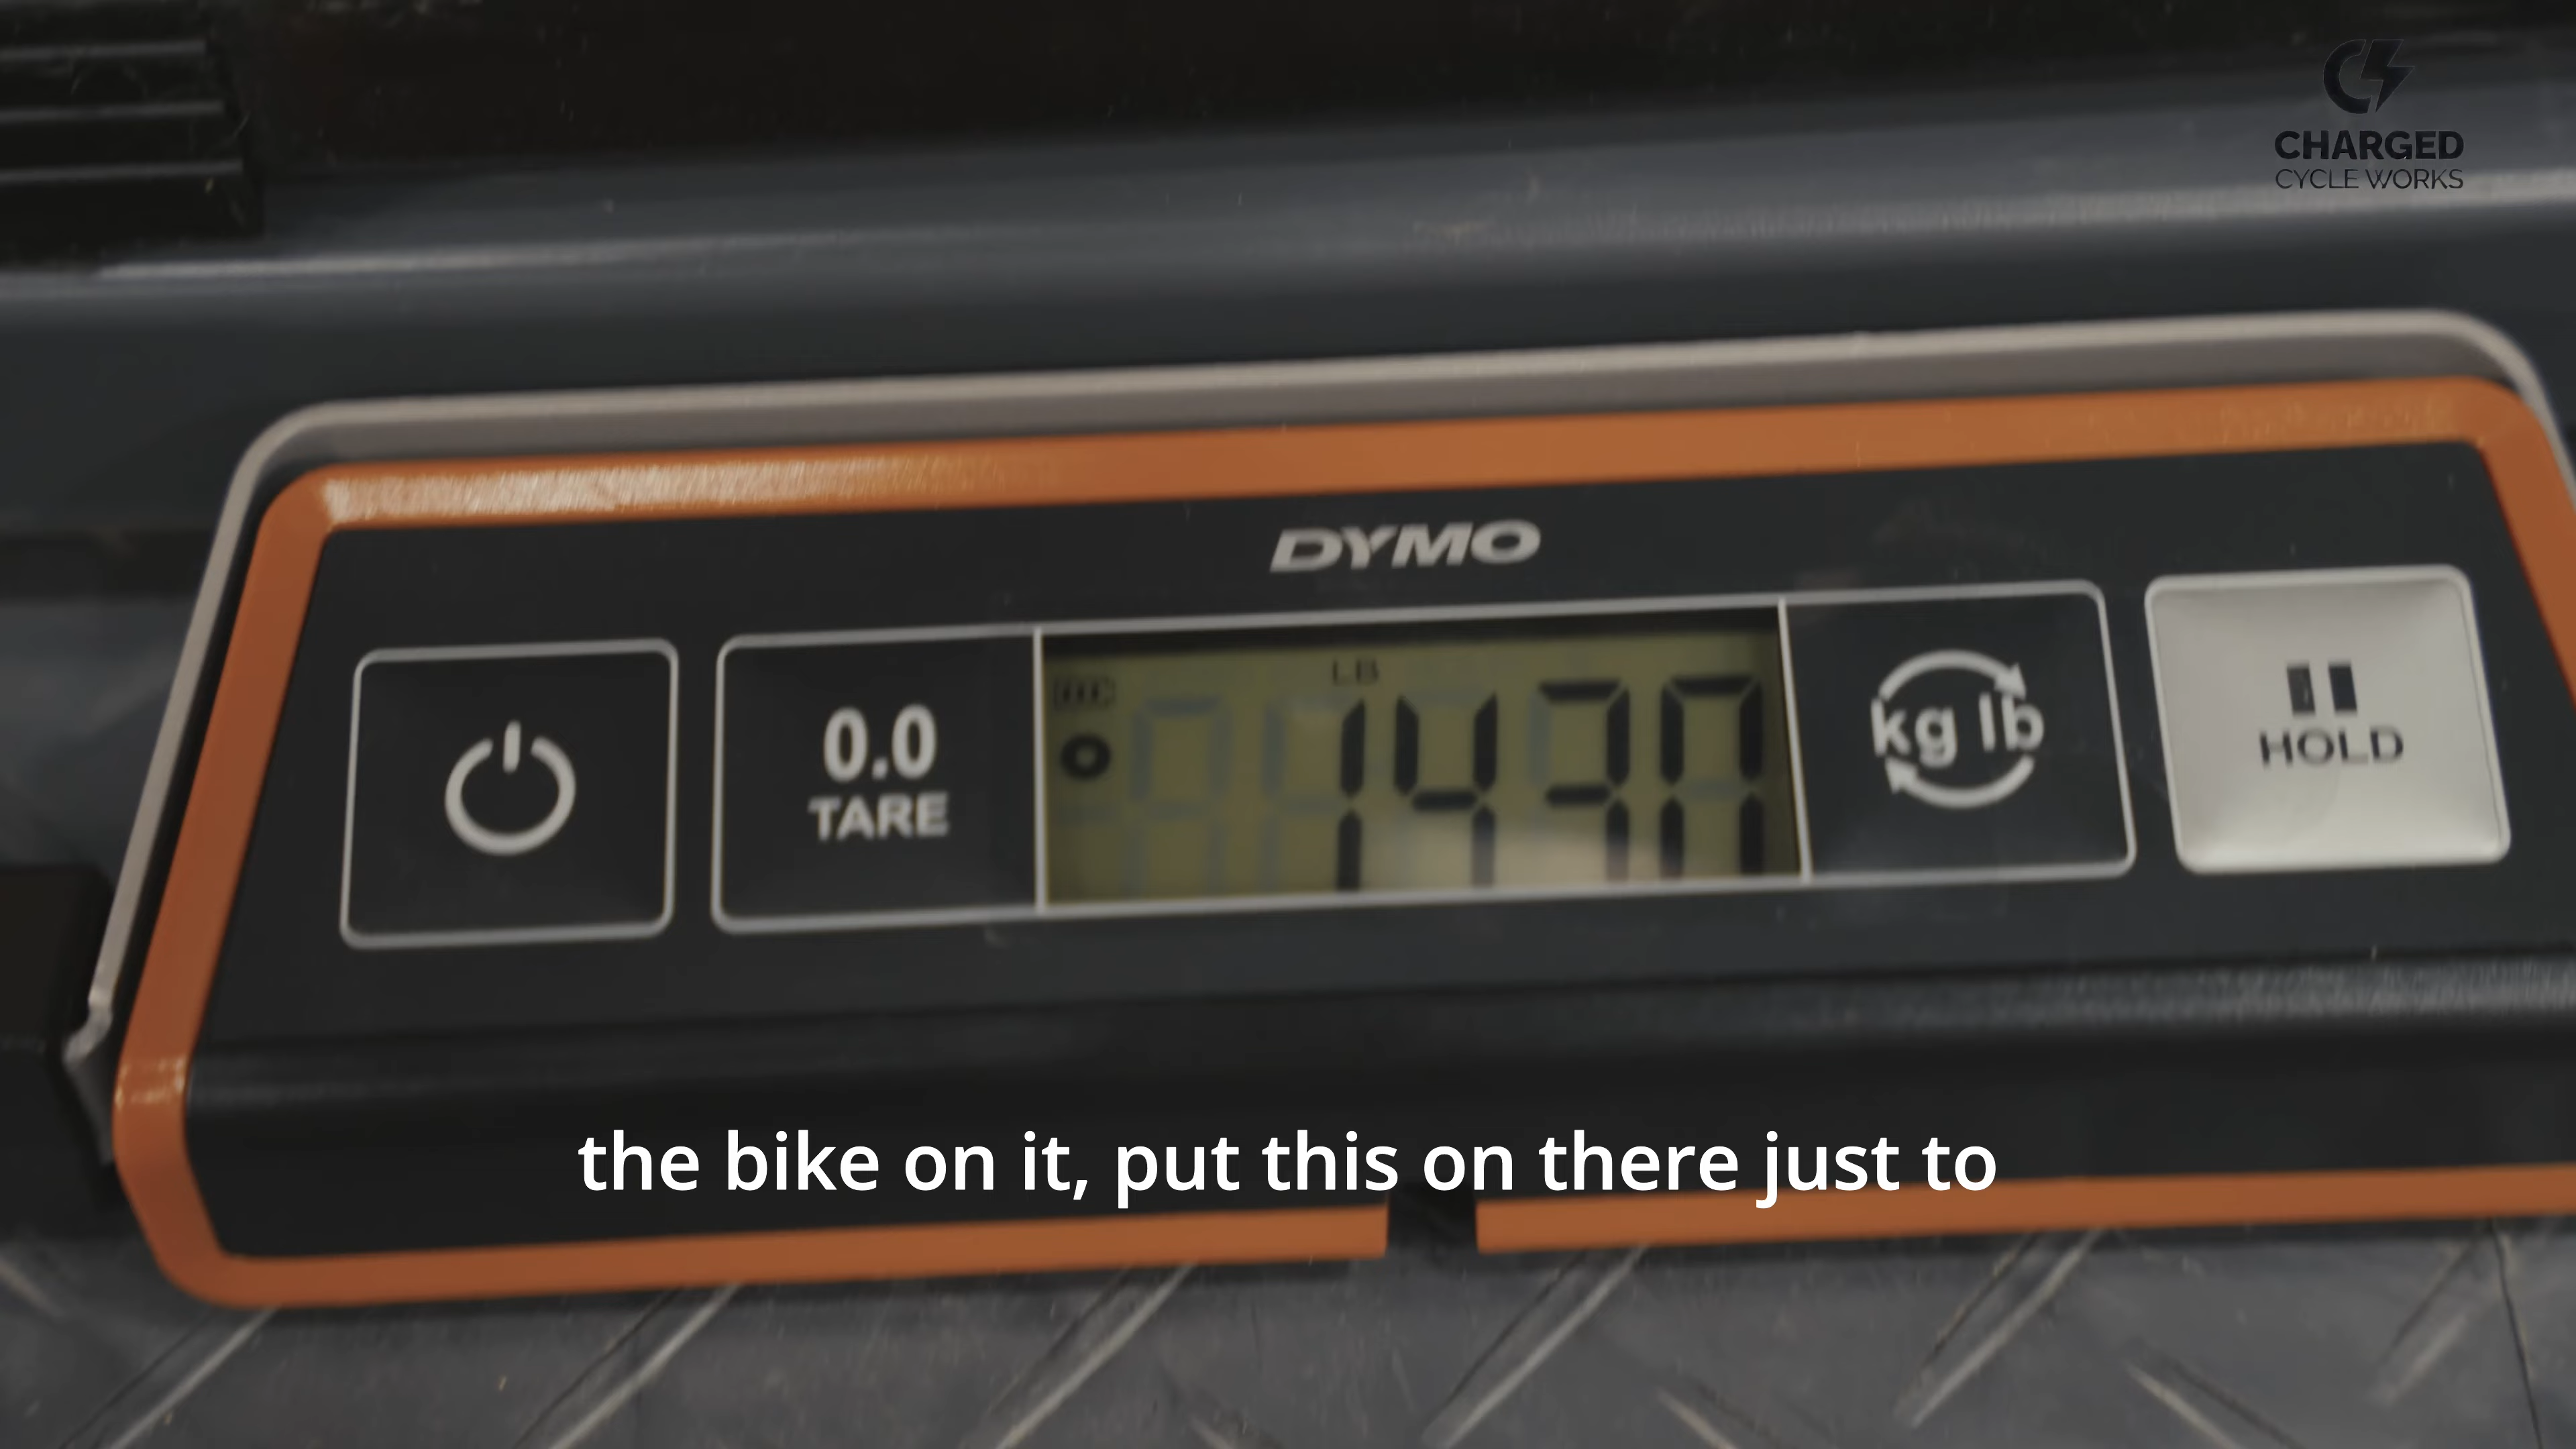 CHARGED
CYCLE WORKS
DYMO
LB
0.0
TARE
kg lb
HOLD
the bike on it, put this on there just to